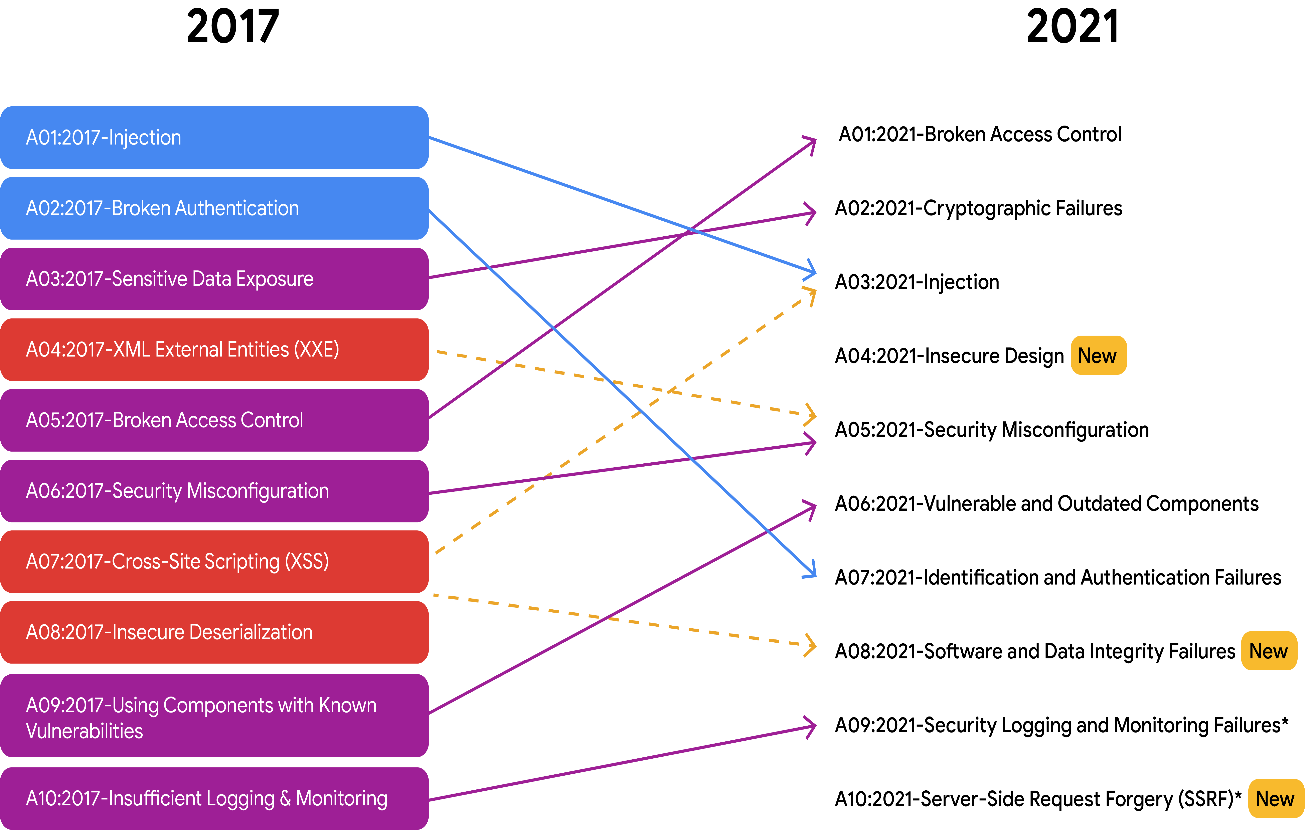 2017
2021
A01:2017-Injection
A02:2017-Broken Authentication
A03:2017-Sensitive Data Exposure
A04:2017-XML External Entities (XXE)
A05:2017-Broken Access Control
A06:2017-Security Misconfiguration
A07:2017-Cross-Site Scripting (XSS)
A08:2017-Insecure Deserialization
A09:2017-Using Components with Known
Vulnerabilities
A10:2017-Insufficient Logging & Monitoring
A01:2021-Broken Access Control
A02:2021-Cryptographic Failures
A03:2021-Injection
A04:2021-Insecure Design New
A05:2021-Security Misconfiguration
A06:2021-Vulnerable and Outdated Components
A07:2021-Identification and Authentication Failures
A08:2021-Software and Data Integrity Failures New
A09:2021-Security Logging and Monitoring Failures*
A10:2021-Server-Side Request Forgery (SSRF)* New